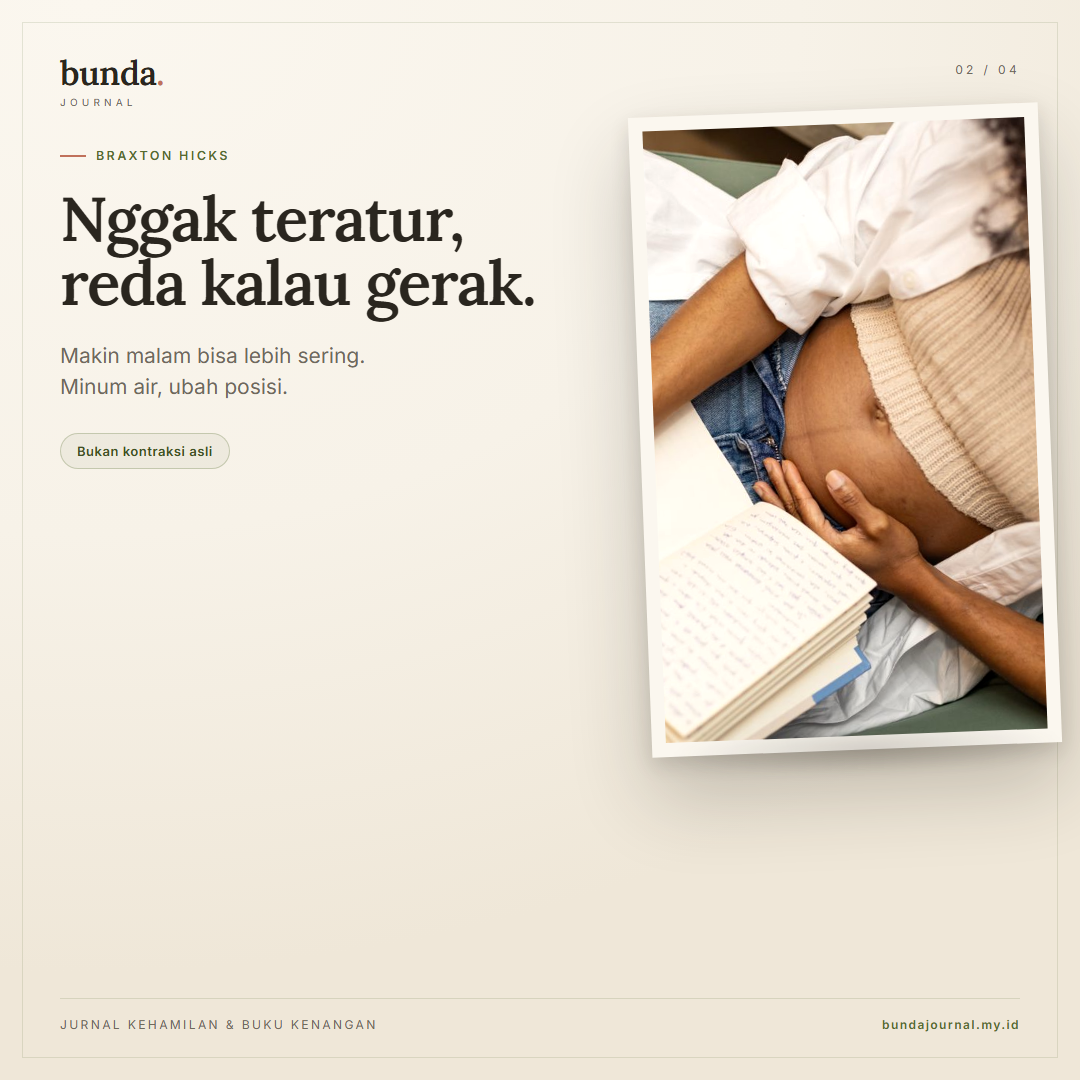 bunda.
JOURNAL
02 / 04
BRAXTON HICKS
Nggak teratur,
reda kalau gerak.
Makin malam bisa lebih sering.
Minum air, ubah posisi.
Bukan kontraksi asli
JURNAL KEHAMILAN & BUKU KENANGAN
bundajournal.my.id